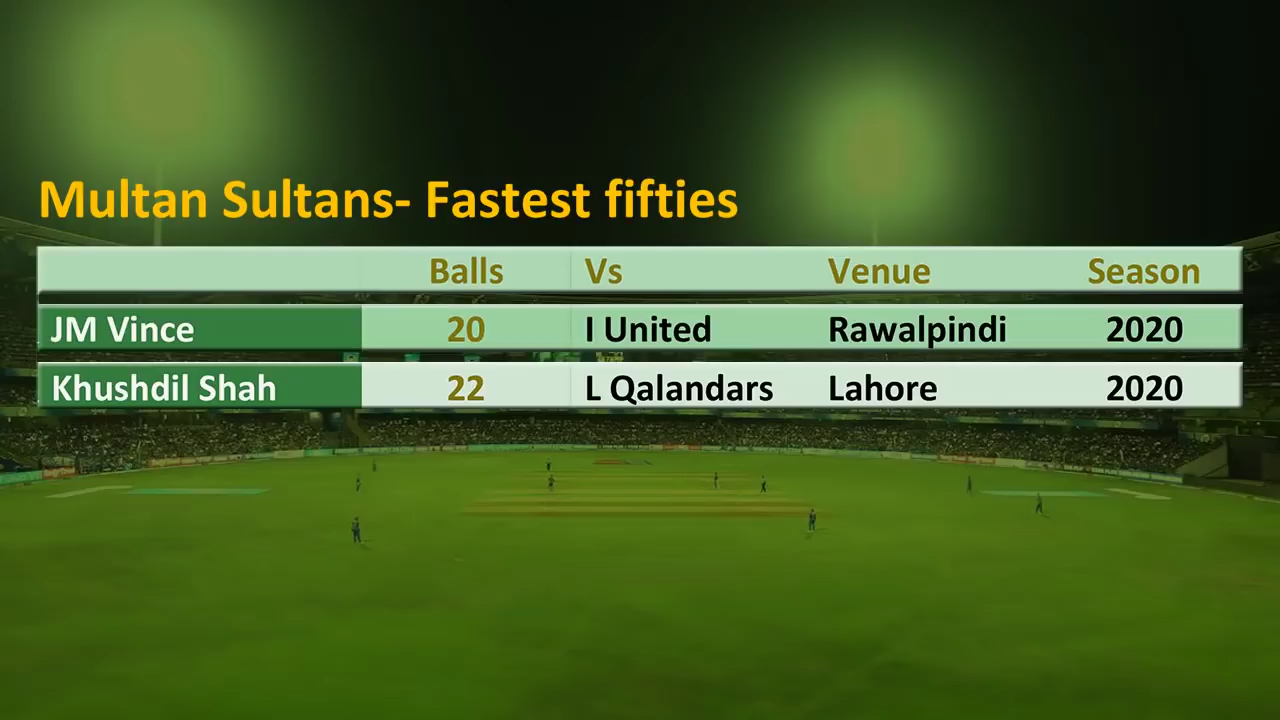 Multan Sultans- Fastest fifties
Balls Vs Venue Season
JM Vince 20 I United Rawalpindi 2020
Khushdil Shah 22 L Qalandars Lahore 2020